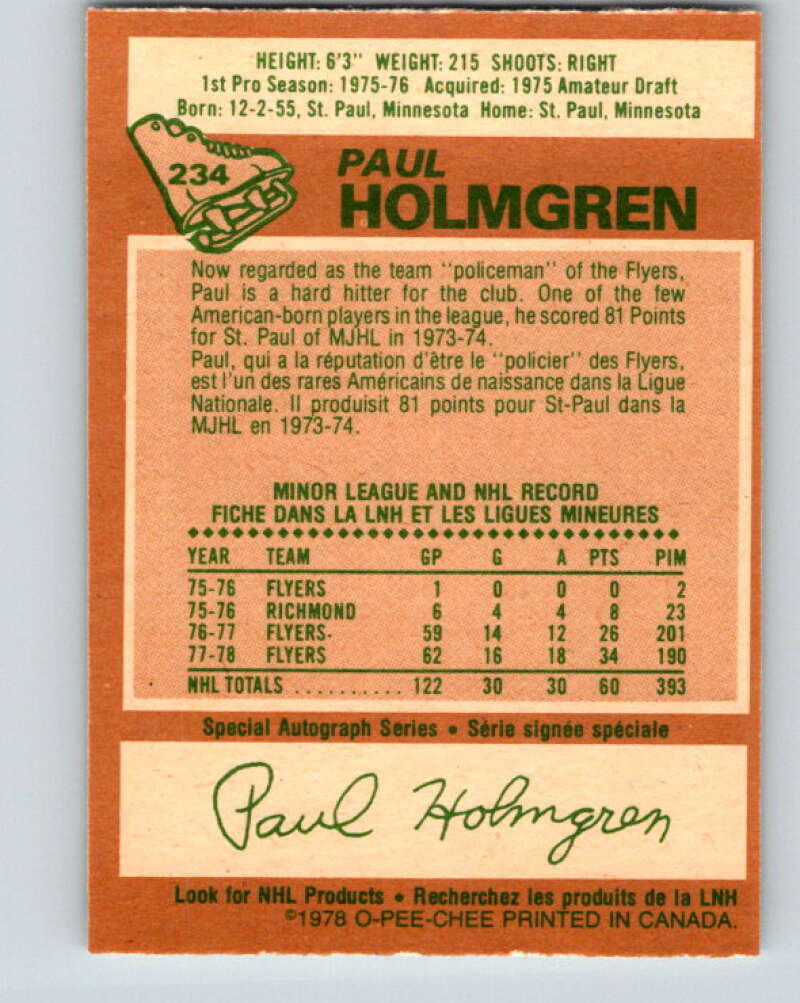 HEIGHT: 6'3" WEIGHT: 215 SHOOTS: RIGHT
1st Pro Season: 1975-76 Acquired: 1975 Amateur Draft
Born: 12-2-55, St. Paul, Minnesota Home: St. Paul, Minnesota
234
PAUL
HOLMGREN
Now regarded as the team "policeman" of the Flyers,
Paul is a hard hitter for the club. One of the few
American-born players in the league, he scored 81 Points
for St. Paul of MJHL in 1973-74.
Paul, qui a la réputation d'être le "policier" des Flyers,
est l'un des rares Américains de naissance dans la Ligue
Nationale. Il produisit 81 points pour St-Paul dans la
MJHL en 1973-74.
MINOR LEAGUE AND NHL RECORD
FICHE DANS LA LNH ET LES LIGUES MINEURES
YEAR TEAM GP G A PTS PIM
75-76 FLYERS 1 0 0 0 2
75-76 RICHMOND 6 4 4 8 23
76-77 FLYERS 59 14 12 26 201
77-78 FLYERS 62 16 18 34 190
NHL TOTALS .......... 122 30 30 60 393
Special Autograph Series • Série signée spéciale
Paul Holmgren
Look for NHL Products • Recherchez les produits de la LNH
©1978 O-PEE-CHEE PRINTED IN CANADA.